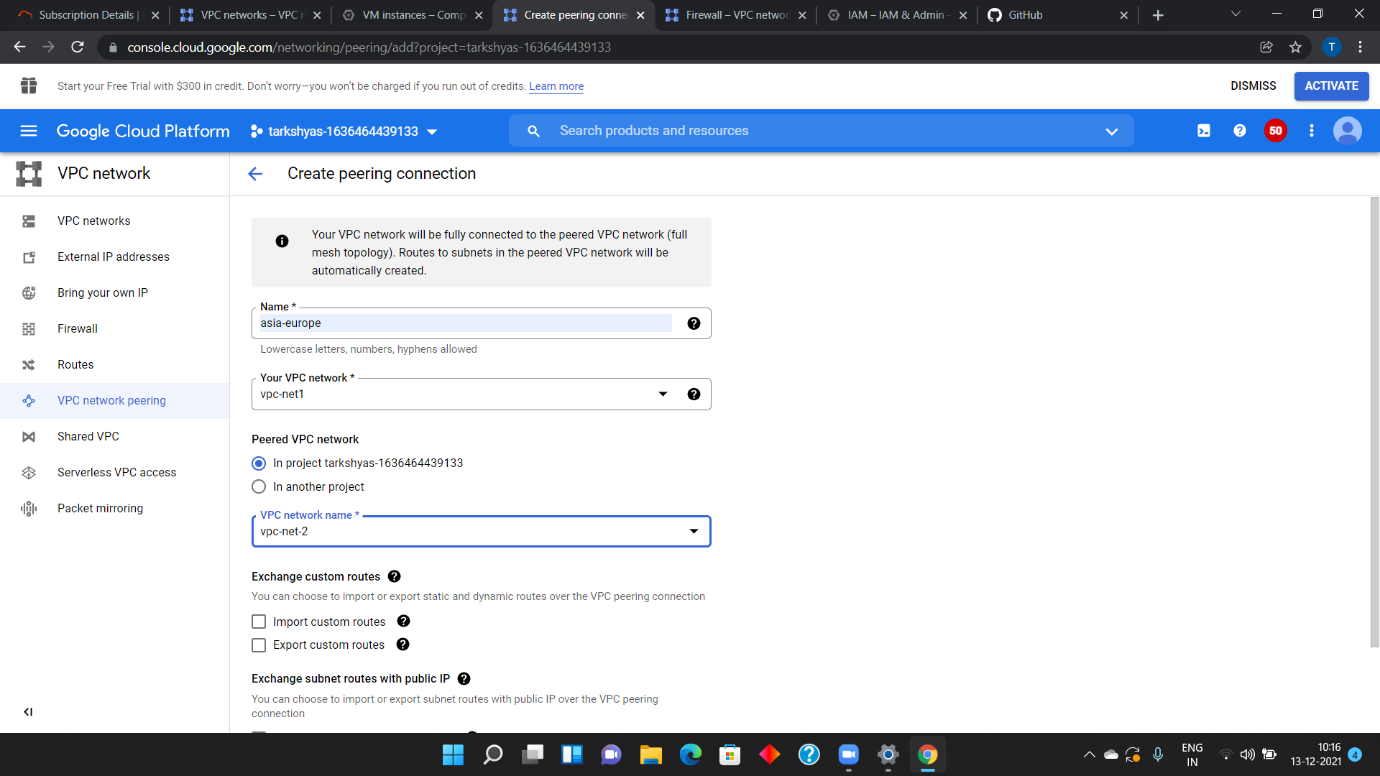 Subscription Details |
VPC networks – VPC n
VM instances – Comp
Create peering conne
Firewall – VPC networ
IAM – IAM & Admin –
GitHub
console.cloud.google.com/networking/peering/add?project=tarkshyas-1636464439133
T
Start your Free Trial with $300 in credit. Don't worry—you won't be charged if you run out of credits. Learn more
DISMISS
ACTIVATE
Google Cloud Platform
tarkshyas-1636464439133
Search products and resources
50
VPC network
Create peering connection
VPC networks
External IP addresses
Bring your own IP
Firewall
Routes
VPC network peering
Shared VPC
Serverless VPC access
Packet mirroring
Your VPC network will be fully connected to the peered VPC network (full
mesh topology). Routes to subnets in the peered VPC network will be
automatically created.
Name *
asia-europe
Lowercase letters, numbers, hyphens allowed
Your VPC network *
vpc-net1
Peered VPC network
In project tarkshyas-1636464439133
In another project
VPC network name *
vpc-net-2
Exchange custom routes
You can choose to import or export static and dynamic routes over the VPC peering connection
Import custom routes
Export custom routes
Exchange subnet routes with public IP
You can choose to import or export subnet routes with public IP over the VPC peering
connection
ENG
IN
10:16
13-12-2021
4